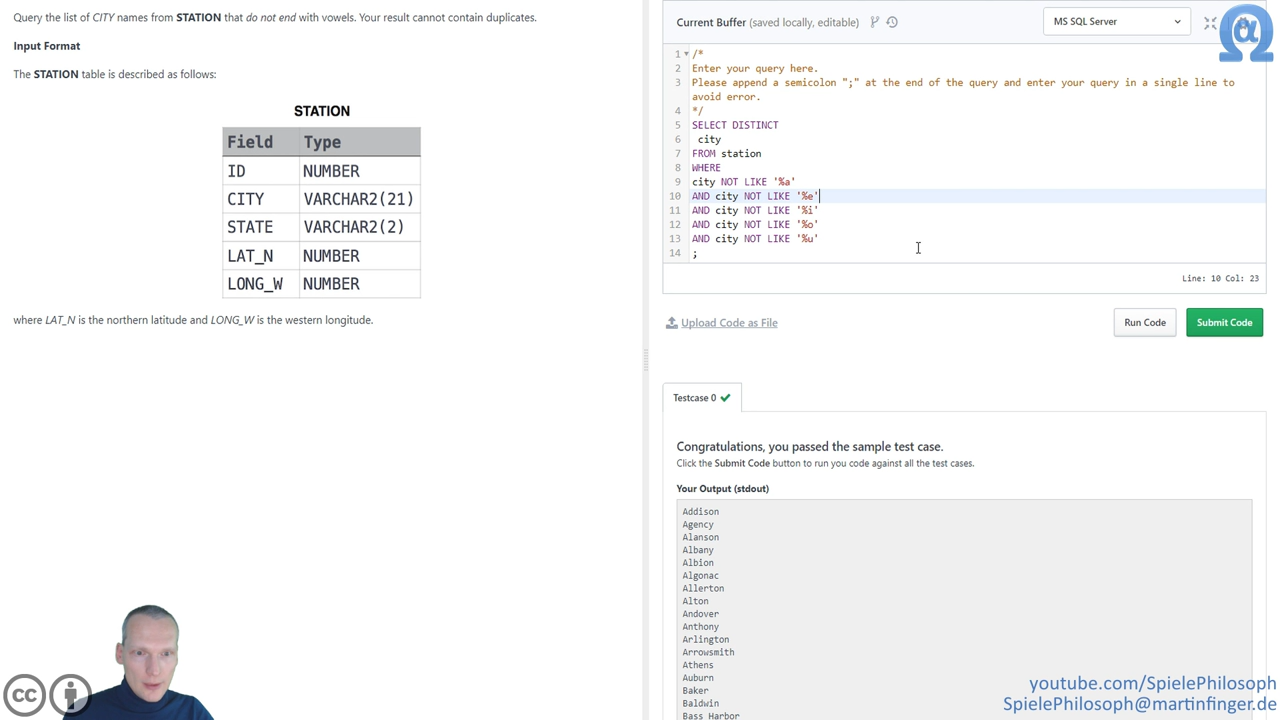 Query the list of CITY names from STATION that do not end with vowels. Your result cannot contain duplicates.
Input Format
The STATION table is described as follows:
STATION
Field Type
ID NUMBER
CITY VARCHAR2(21)
STATE VARCHAR2(2)
LAT_N NUMBER
LONG_W NUMBER
where LAT_N is the northern latitude and LONG_W is the western longitude.
Current Buffer (saved locally, editable)
MS SQL Server
α
1 /*
2 Enter your query here.
3 Please append a semicolon ";" at the end of the query and enter your query in a single line to
avoid error.
4 */
5 SELECT DISTINCT
6 city
7 FROM station
8 WHERE
9 city NOT LIKE '%a'
10 AND city NOT LIKE '%e'
11 AND city NOT LIKE '%i'
12 AND city NOT LIKE '%o'
13 AND city NOT LIKE '%u'
14 ;
Line: 10 Col: 23
Upload Code as File
Run Code
Submit Code
Testcase 0
Congratulations, you passed the sample test case.
Click the Submit Code button to run you code against all the test cases.
Your Output (stdout)
Addison
Agency
Alanson
Albany
Albion
Algonac
Allerton
Alton
Andover
Anthony
Arlington
Arrowsmith
Athens
Auburn
Baker
Baldwin
Bass Harbor
cc
youtube.com/SpielePhilosoph
SpielePhilosoph@martinfinger.de